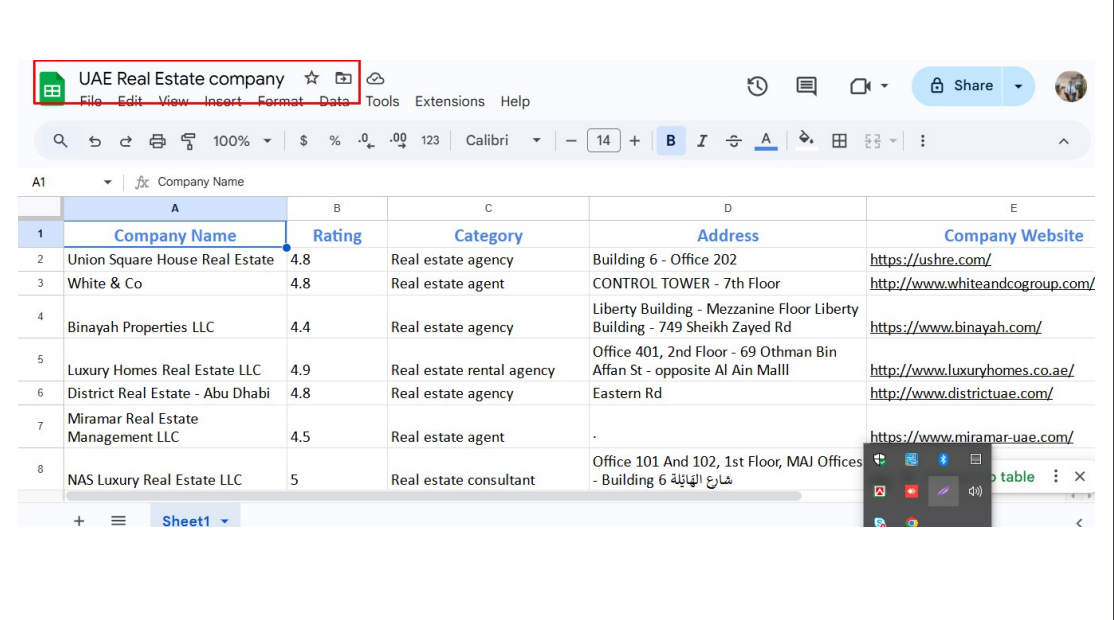 UAE Real Estate company
File Edit View Insert Format Data Tools Extensions Help
Share
100% $ % .0 .00 123 Calibri 14 B I A
A1 fx Company Name
A B C D E
1 Company Name Rating Category Address Company Website
2 Union Square House Real Estate 4.8 Real estate agency Building 6 - Office 202 https://ushre.com/
3 White & Co 4.8 Real estate agent CONTROL TOWER - 7th Floor http://www.whiteandcogroup.com/
Liberty Building - Mezzanine Floor Liberty
4 Binayah Properties LLC 4.4 Real estate agency Building - 749 Sheikh Zayed Rd https://www.binayah.com/
Office 401, 2nd Floor - 69 Othman Bin
5 Luxury Homes Real Estate LLC 4.9 Real estate rental agency Affan St - opposite Al Ain Malll http://www.luxuryhomes.co.ae/
6 District Real Estate - Abu Dhabi 4.8 Real estate agency Eastern Rd http://www.districtuae.com/
Miramar Real Estate
7 Management LLC 4.5 Real estate agent . https://www.miramar-uae.com/
Office 101 And 102, 1st Floor, MAJ Offices
8 NAS Luxury Real Estate LLC 5 Real estate consultant - Building 6 شارع الهَائِلة
table
Sheet1